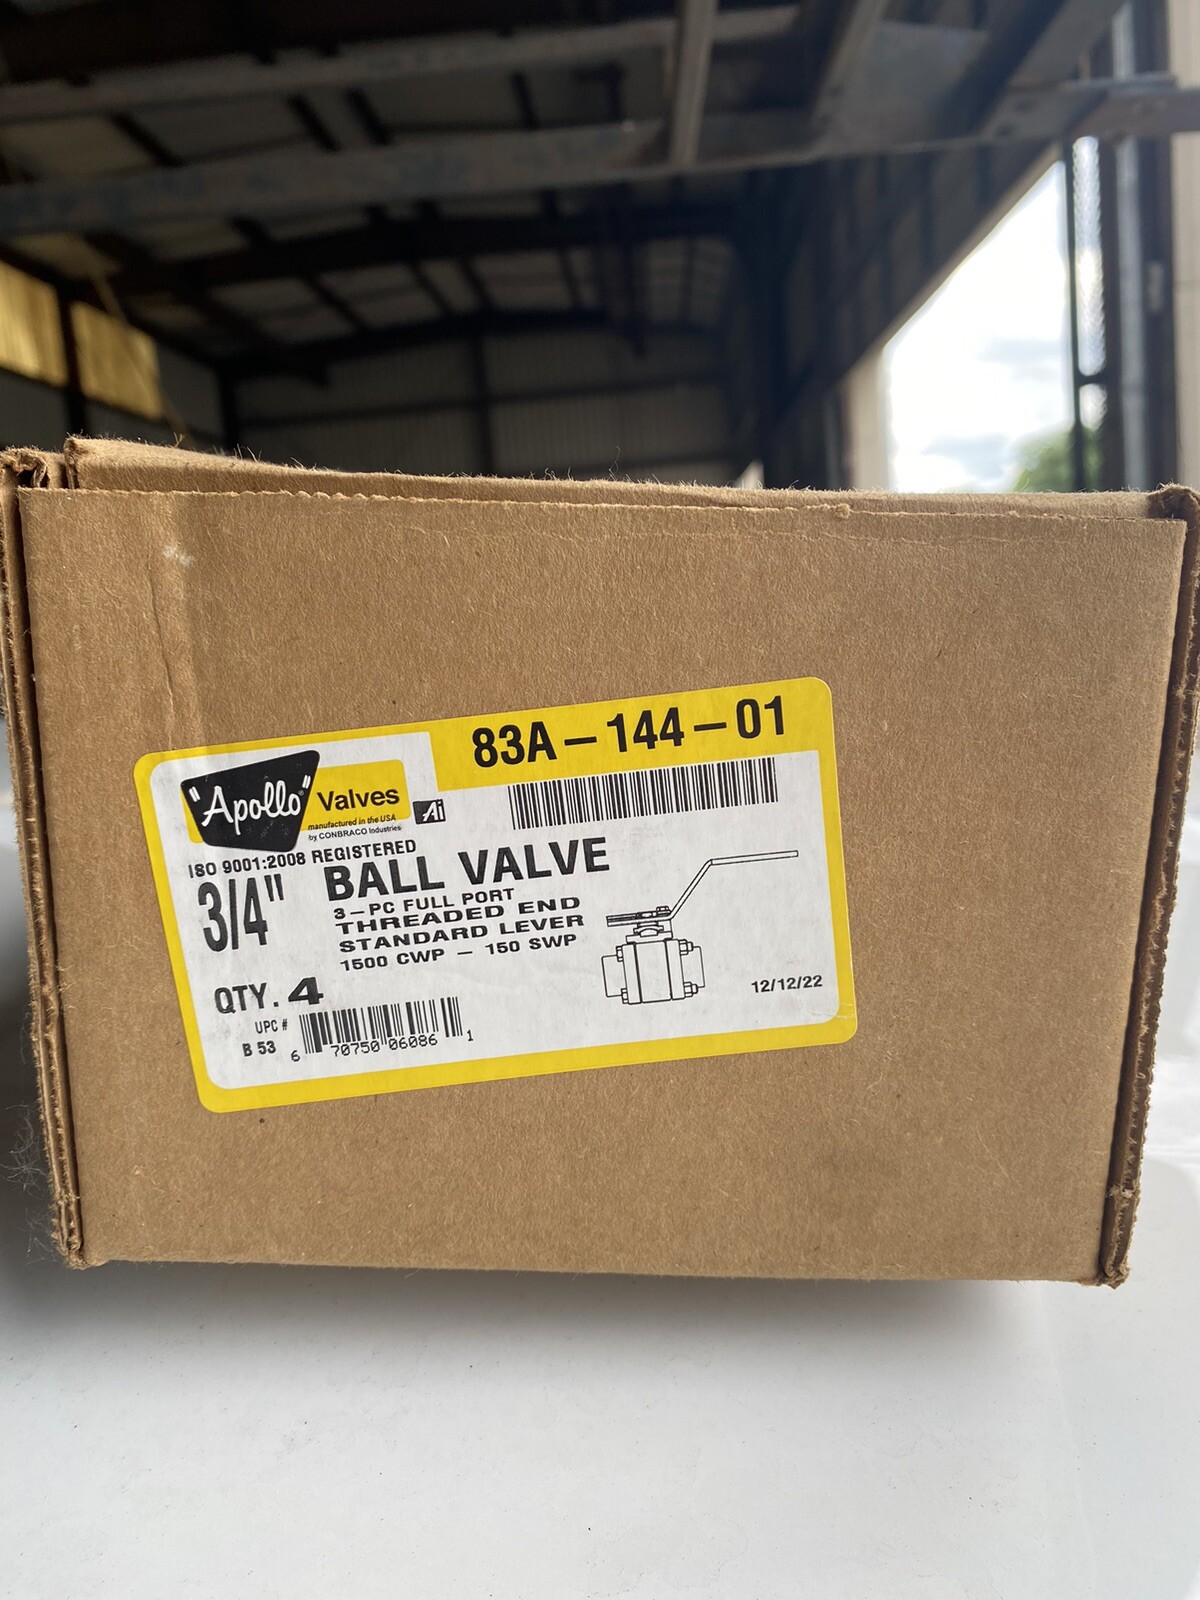 83A-144-01
"Apollo" Valves
manufactured in the USA
by CONBRACO Industries
Ai
ISO 9001:2008 REGISTERED
3/4" BALL VALVE
3-PC FULL PORT
THREADED END
STANDARD LEVER
1500 CWP - 150 SWP
12/12/22
QTY. 4
UPC #
B 53
6 70750 06086 1